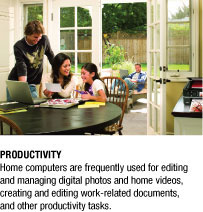 PRODUCTIVITY
Home computers are frequently used for editing
and managing digital photos and home videos,
creating and editing work-related documents,
and other productivity tasks.